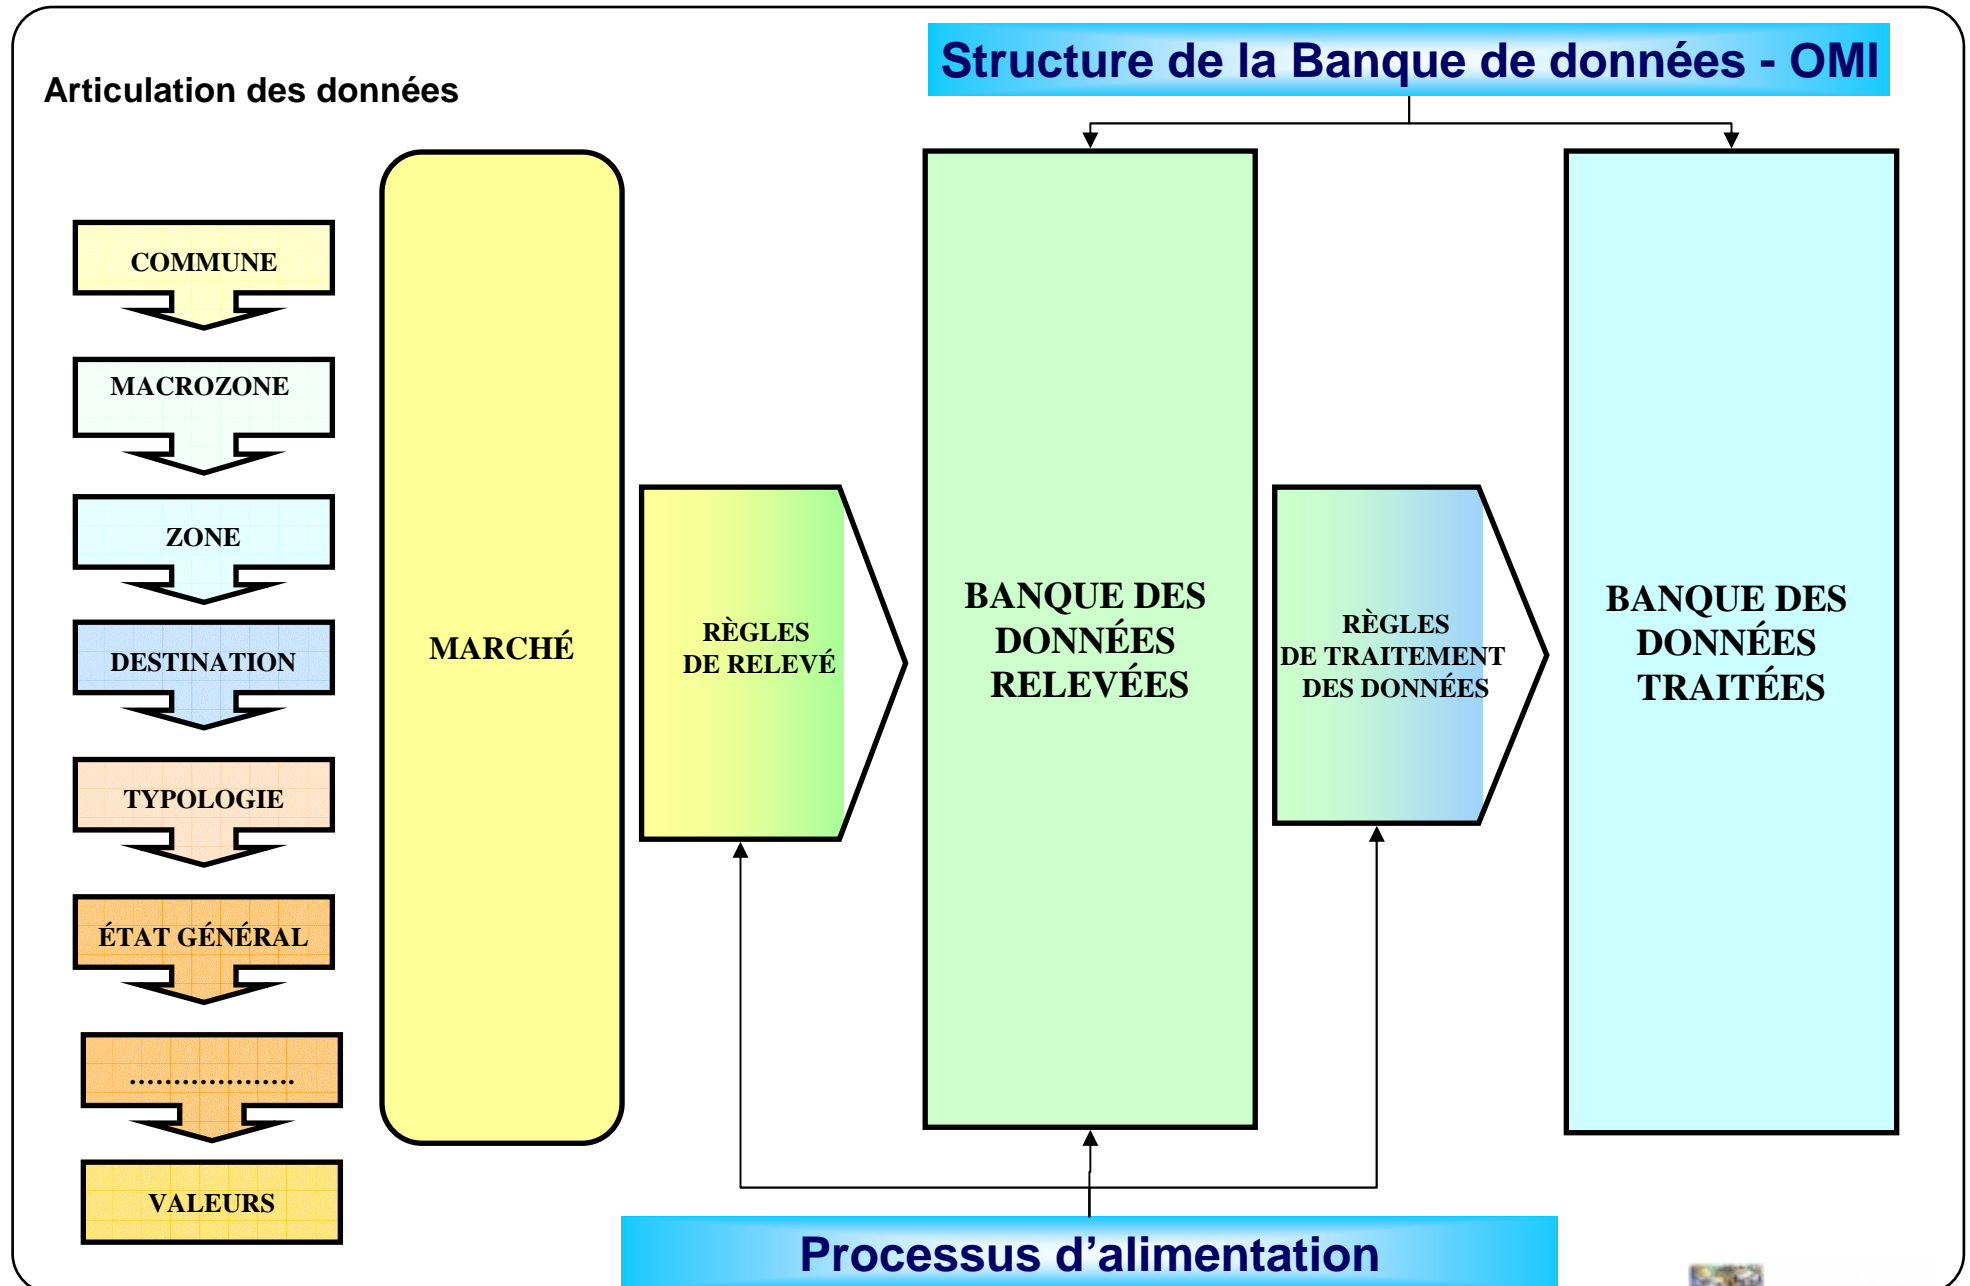 Structure de la Banque de données - OMI
Articulation des données
COMMUNE
MACROZONE
ZONE
DESTINATION
TYPOLOGIE
ÉTAT GÉNÉRAL
...................
VALEURS
MARCHÉ
RÈGLES
DE RELEVÉ
BANQUE DES
DONNÉES
RELEVÉES
RÈGLES
DE TRAITEMENT
DES DONNÉES
BANQUE DES
DONNÉES
TRAITÉES
Processus d’alimentation